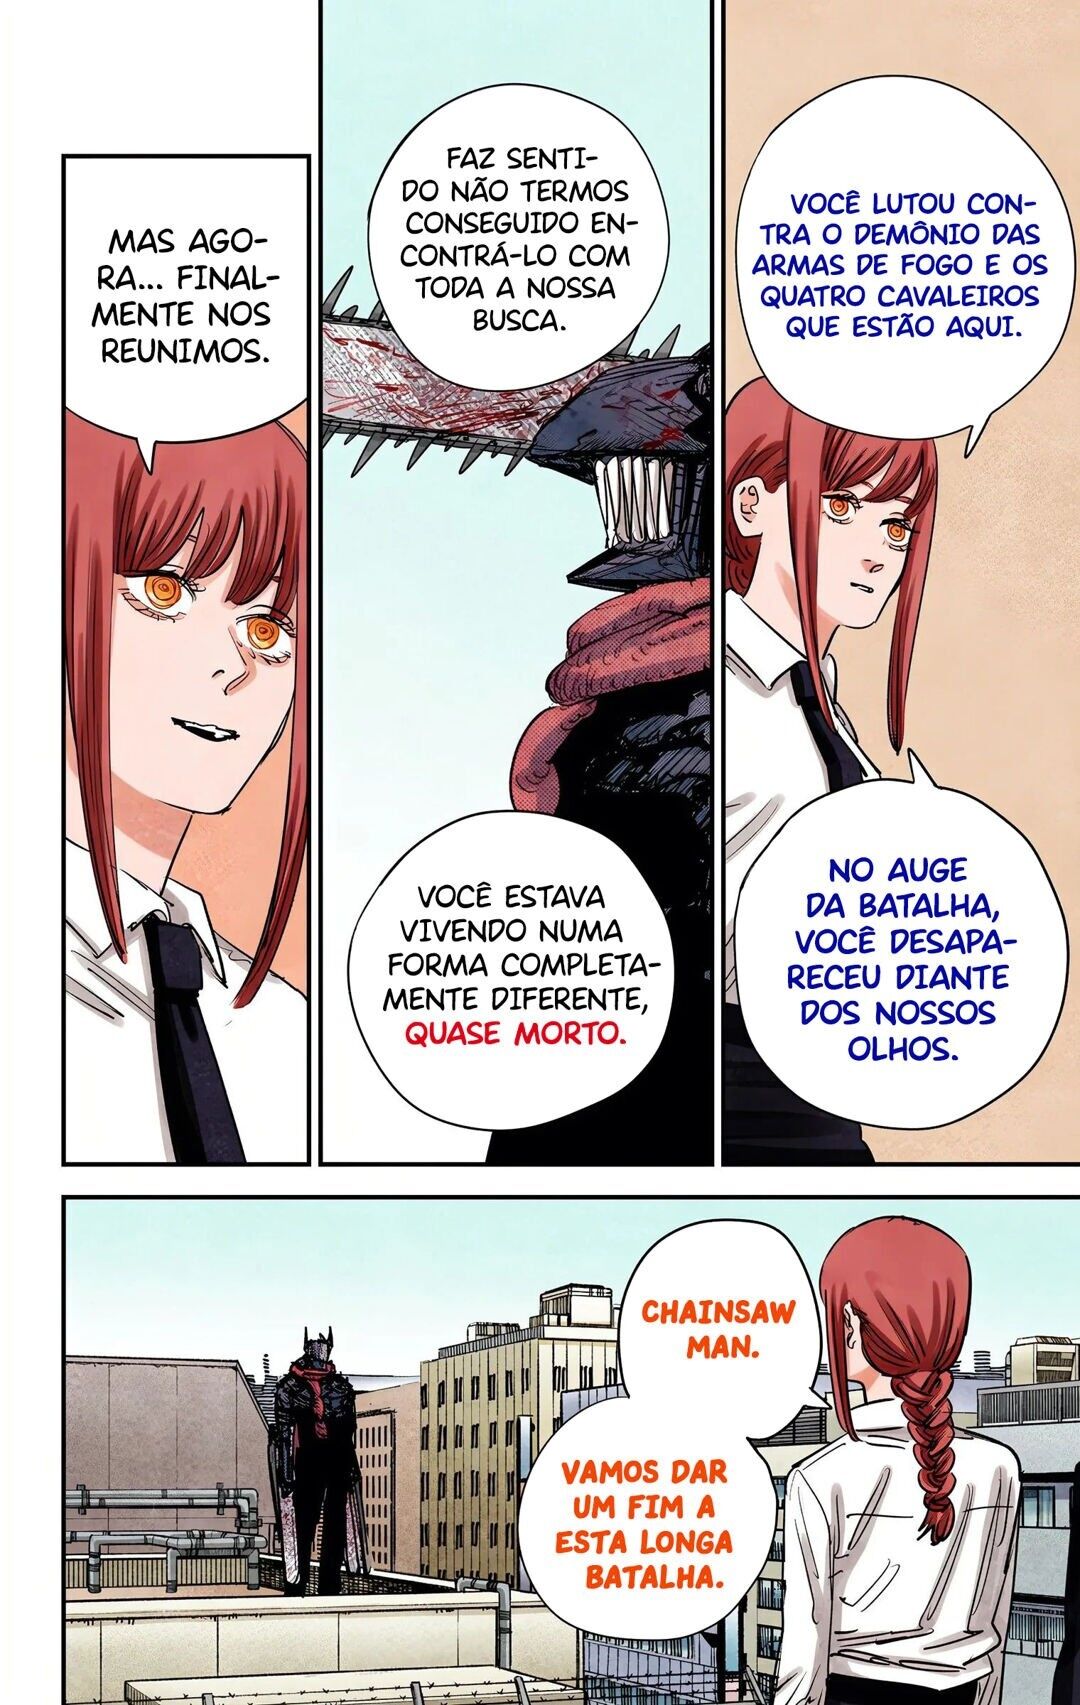 VOCÊ LUTOU CON-
TRA O DEMÔNIO DAS
ARMAS DE FOGO E OS
QUATRO CAVALEIROS
QUE ESTÃO AQUI.
NO AUGE
DA BATALHA,
VOCÊ DESAPA-
RECEU DIANTE
DOS NOSSOS
OLHOS.
FAZ SENTI-
DO NÃO TERMOS
CONSEGUIDO EN-
CONTRÁ-LO COM
TODA A NOSSA
BUSCA.
VOCÊ ESTAVA
VIVENDO NUMA
FORMA COMPLETA-
MENTE DIFERENTE,
QUASE MORTO.
MAS AGO-
RA... FINAL-
MENTE NOS
REUNIMOS.
CHAINSAW
MAN.
VAMOS DAR
UM FIM A
ESTA LONGA
BATALHA.